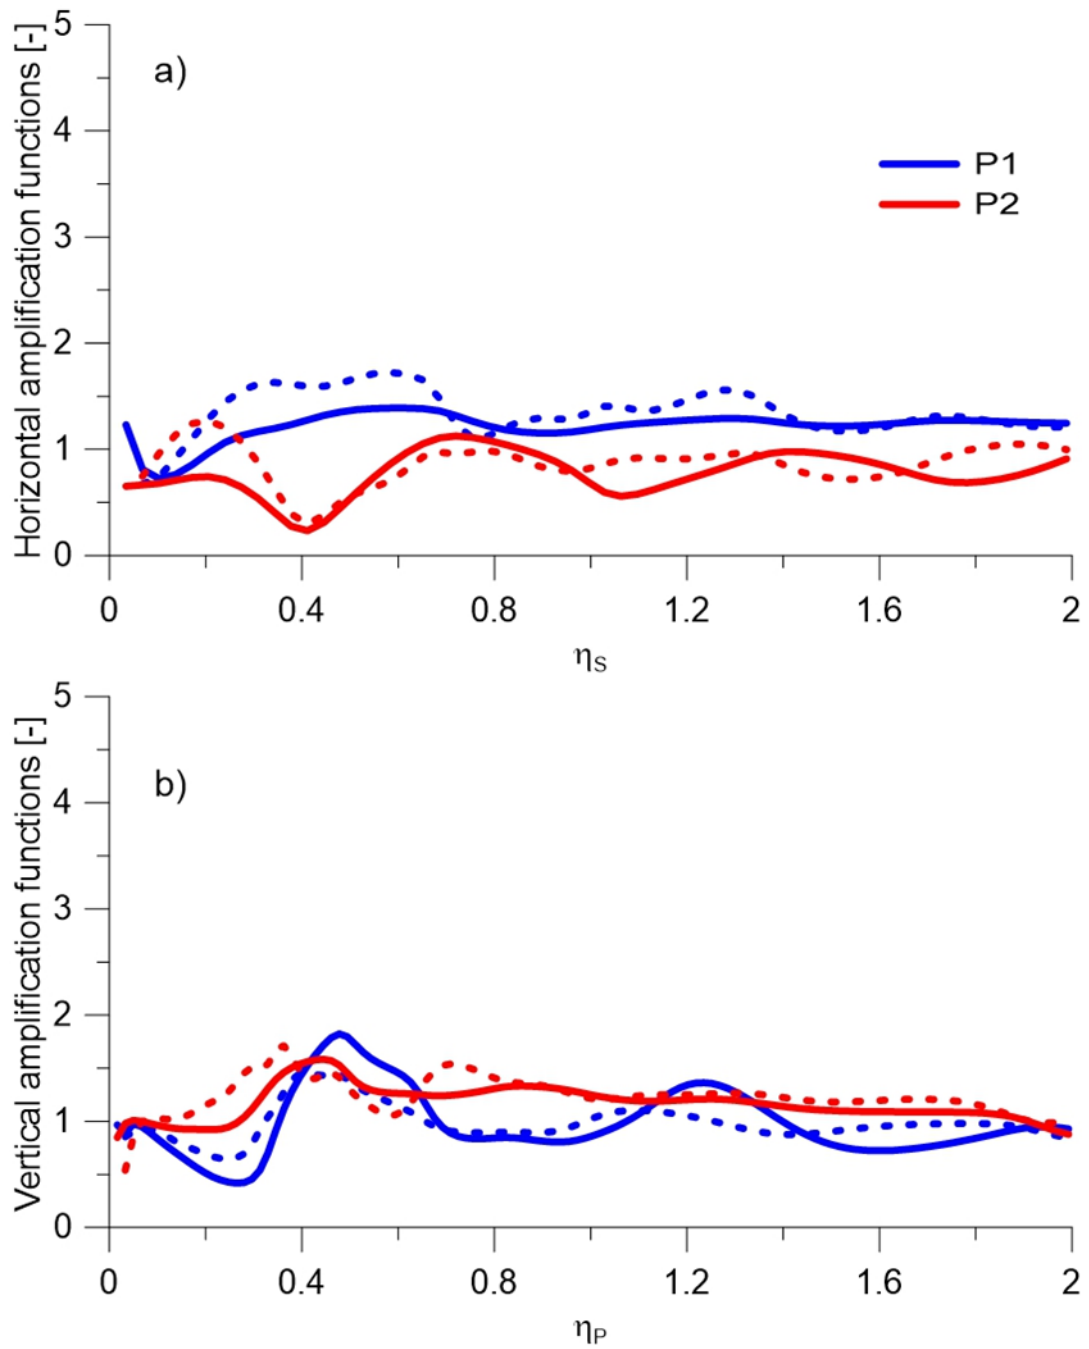 Horizontal amplification functions [-]
5
4
3
2
1
0
a)
P1
P2
0 0.4 0.8 1.2 1.6 2
ηS
Vertical amplification functions [-]
5
4
3
2
1
0
b)
0 0.4 0.8 1.2 1.6 2
ηP